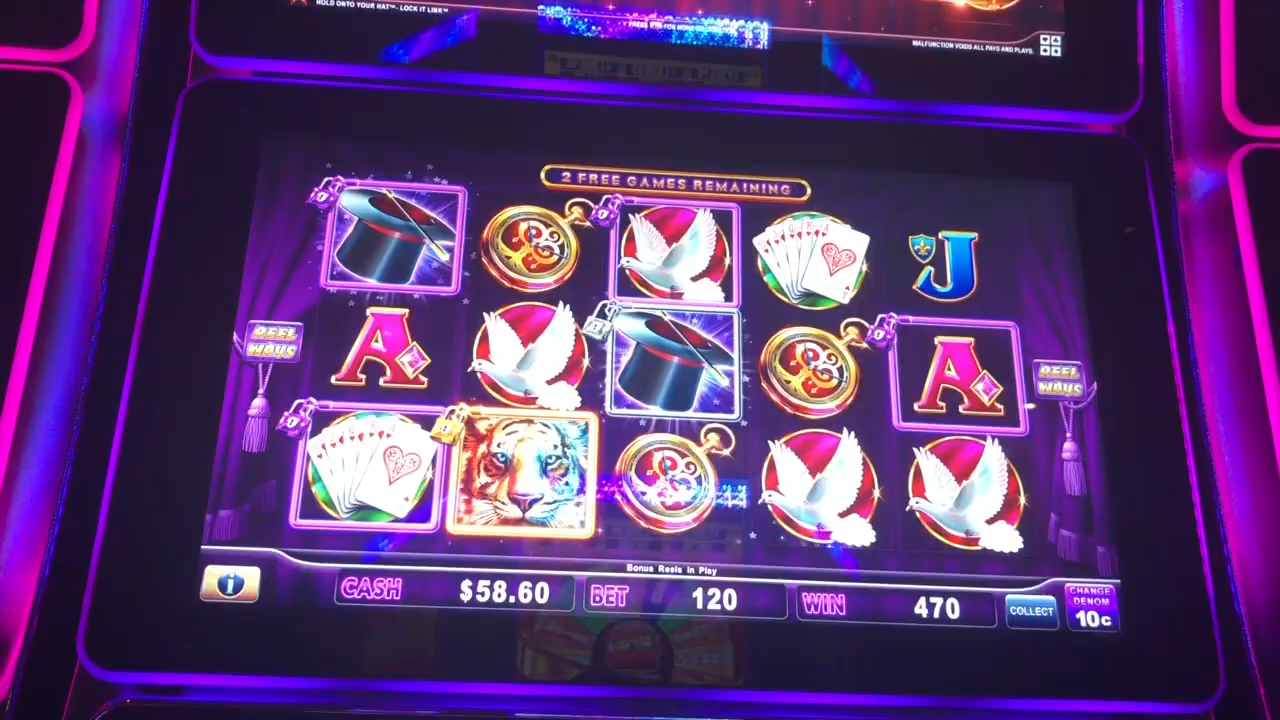 HOLD ONTO YOUR HAT™- LOCK IT LINK™
MALFUNCTION VOIDS ALL PAYS AND PLAYS.
2 FREE GAMES REMAINING
J
REEL
WAYS
A
A
REEL
WAYS
Bonus Reels in Play
i
CASH $58.60
BET 120
WIN 470
COLLECT
CHANGE
DENOM
10¢